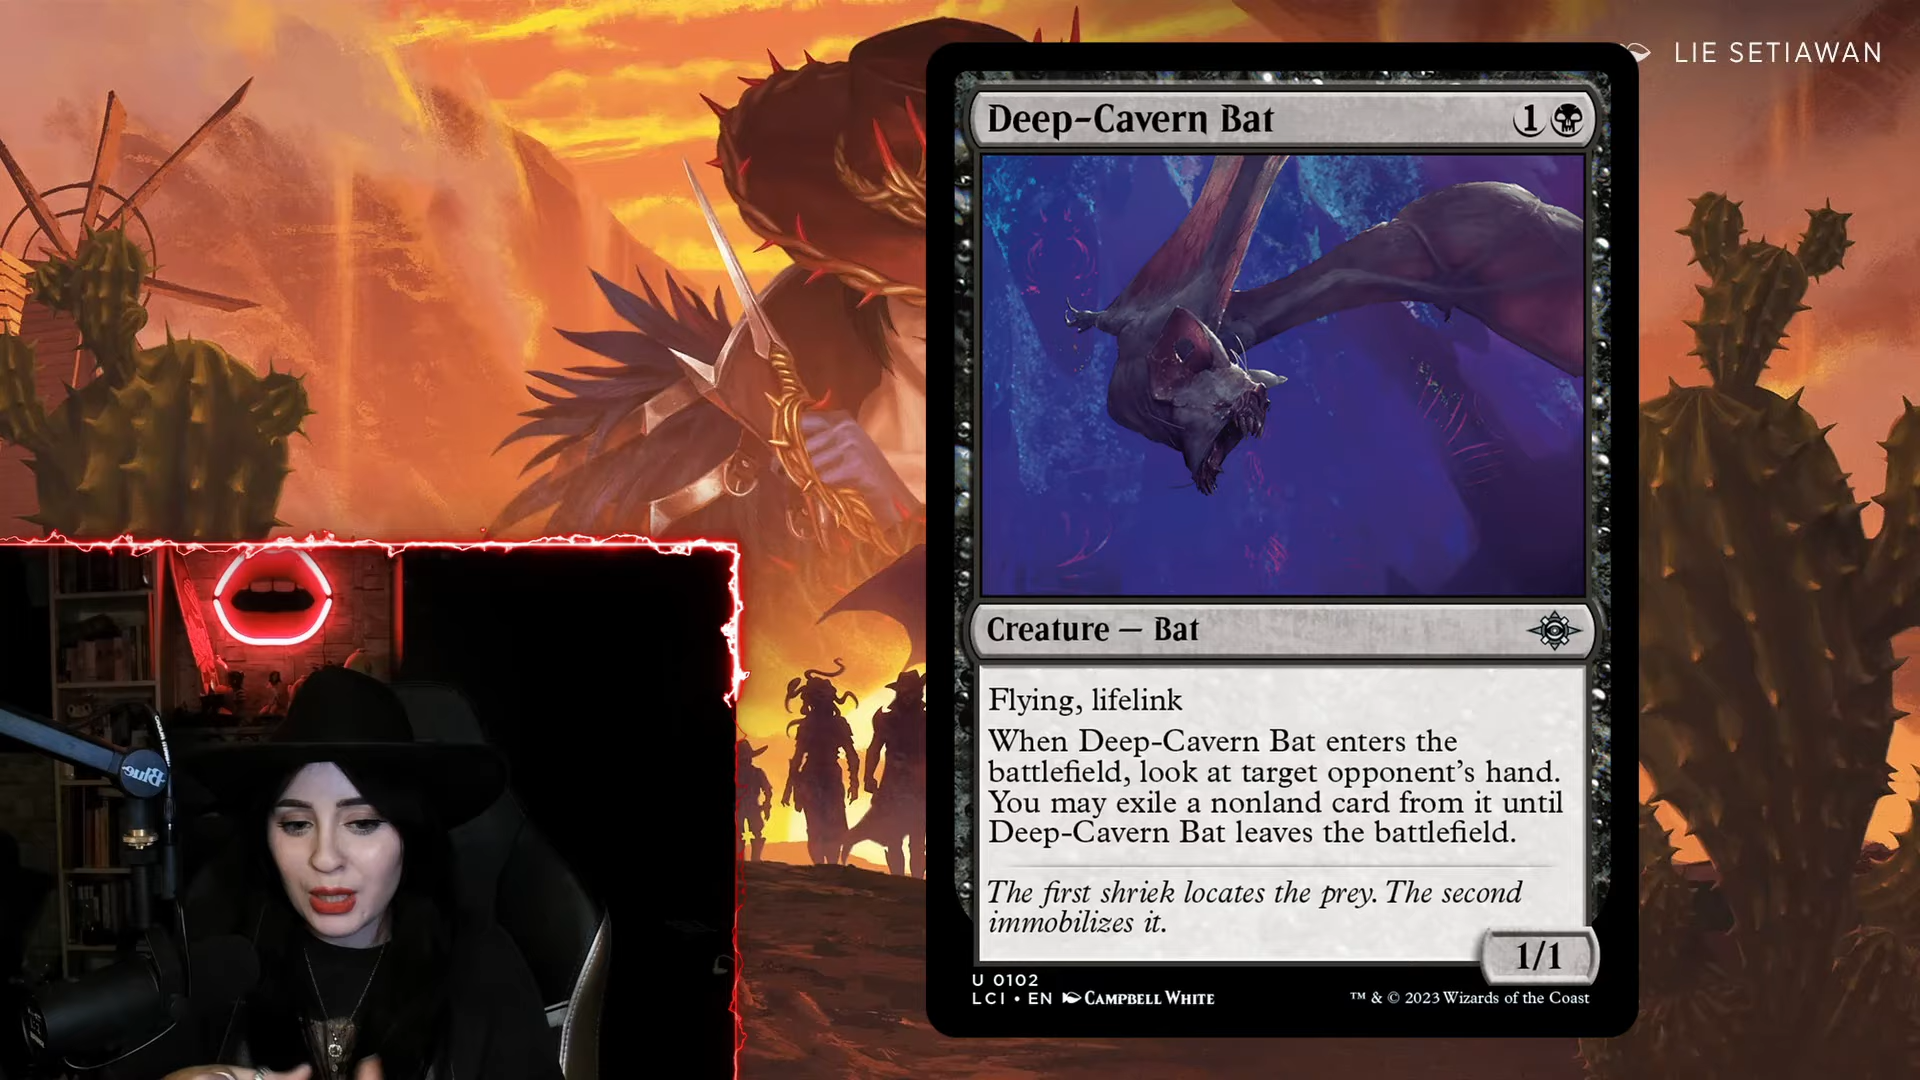 LIE SETIAWAN
Deep-Cavern Bat
1
Creature — Bat
Flying, lifelink
When Deep-Cavern Bat enters the
battlefield, look at target opponent's hand.
You may exile a nonland card from it until
Deep-Cavern Bat leaves the battlefield.
The first shriek locates the prey. The second
immobilizes it.
1/1
U 0102
LCI • EN CAMPBELL WHITE
™ & © 2023 Wizards of the Coast
Blue